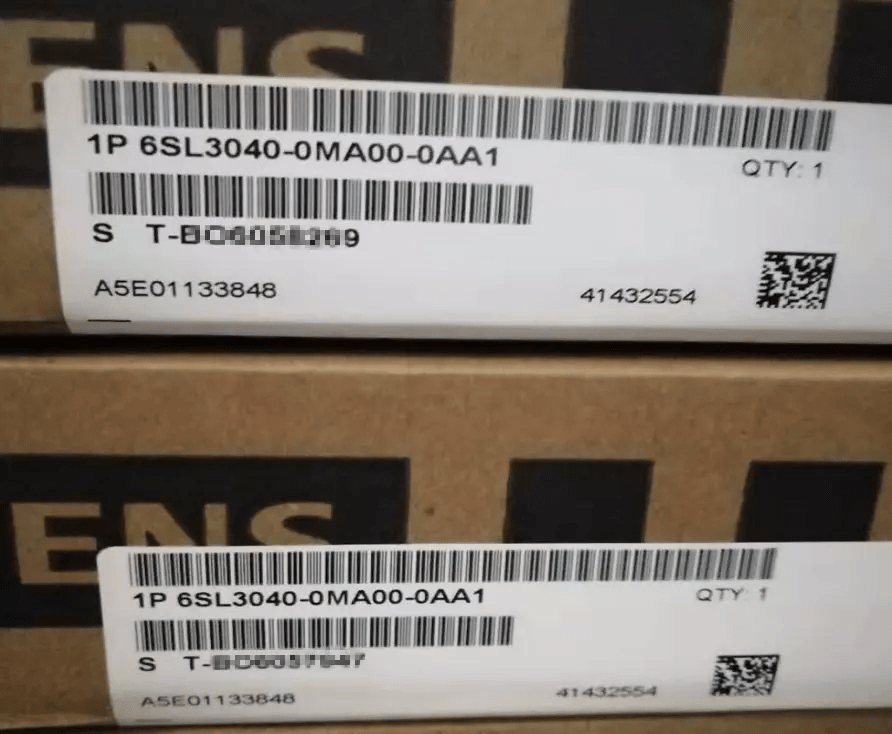 ENS
1P 6SL3040-0MA00-0AA1
QTY: 1
S T-
A5E01133848
41432554
ENS
1P 6SL3040-0MA00-0AA1
QTY: 1
S T-
A5E01133848
41432554